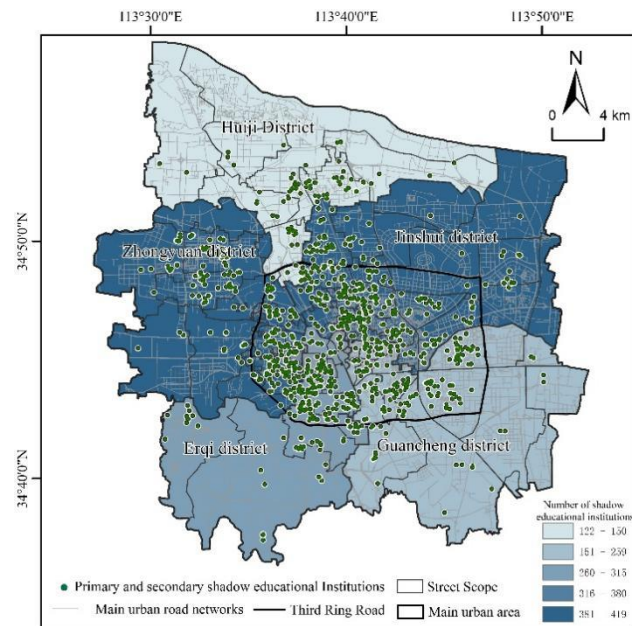 113°30'0"E 113°40'0"E 113°50'0"E
N
0 4 km
Huiji District
34°50'0"N
Zhongyuan district
Jinshui district
34°40'0"N
Erqi district
Guancheng district
Number of shadow
educational institutions
122 - 150
151 - 259
260 - 315
316 - 380
381 - 419
Primary and secondary shadow educational Institutions
Street Scope
Main urban road networks
Third Ring Road
Main urban area